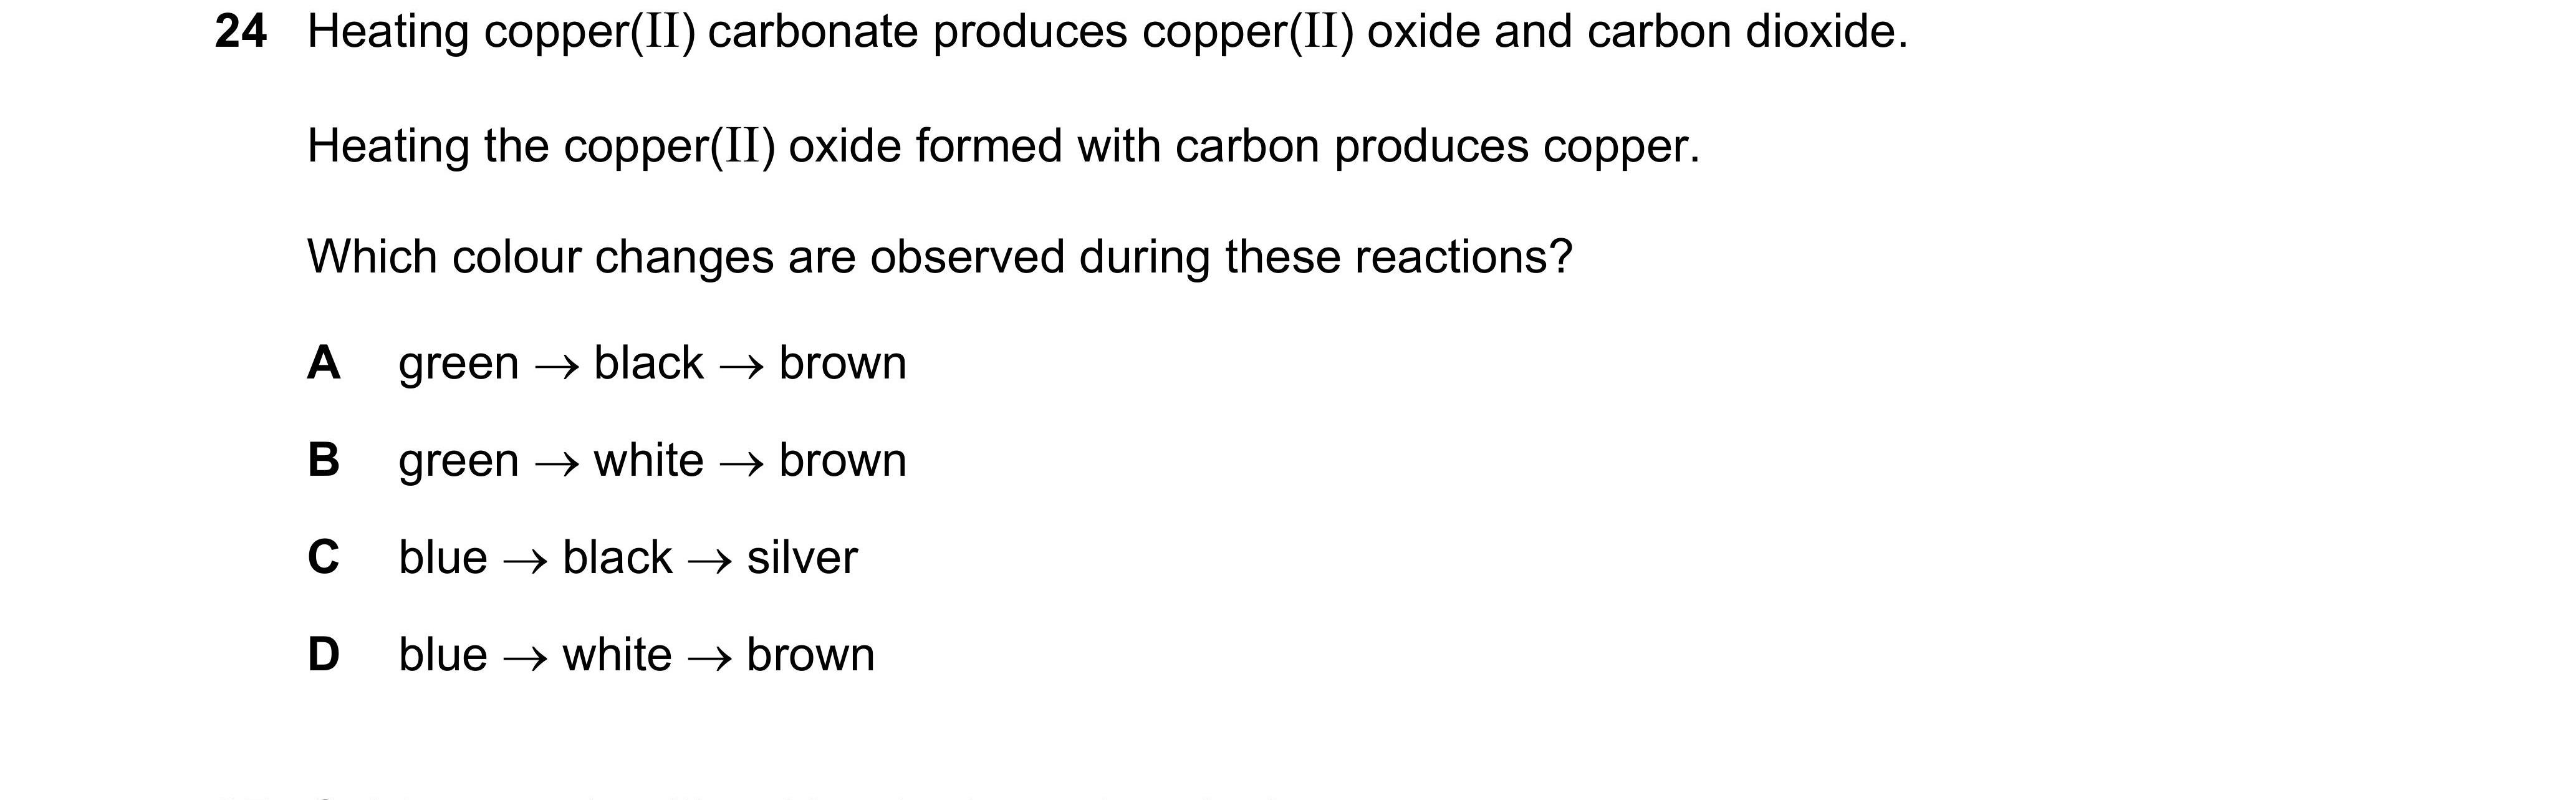 24 Heating copper(II) carbonate produces copper(II) oxide and carbon dioxide.
Heating the copper(II) oxide formed with carbon produces copper.
Which colour changes are observed during these reactions?
A green → black → brown
B green → white → brown
C blue → black → silver
D blue → white → brown